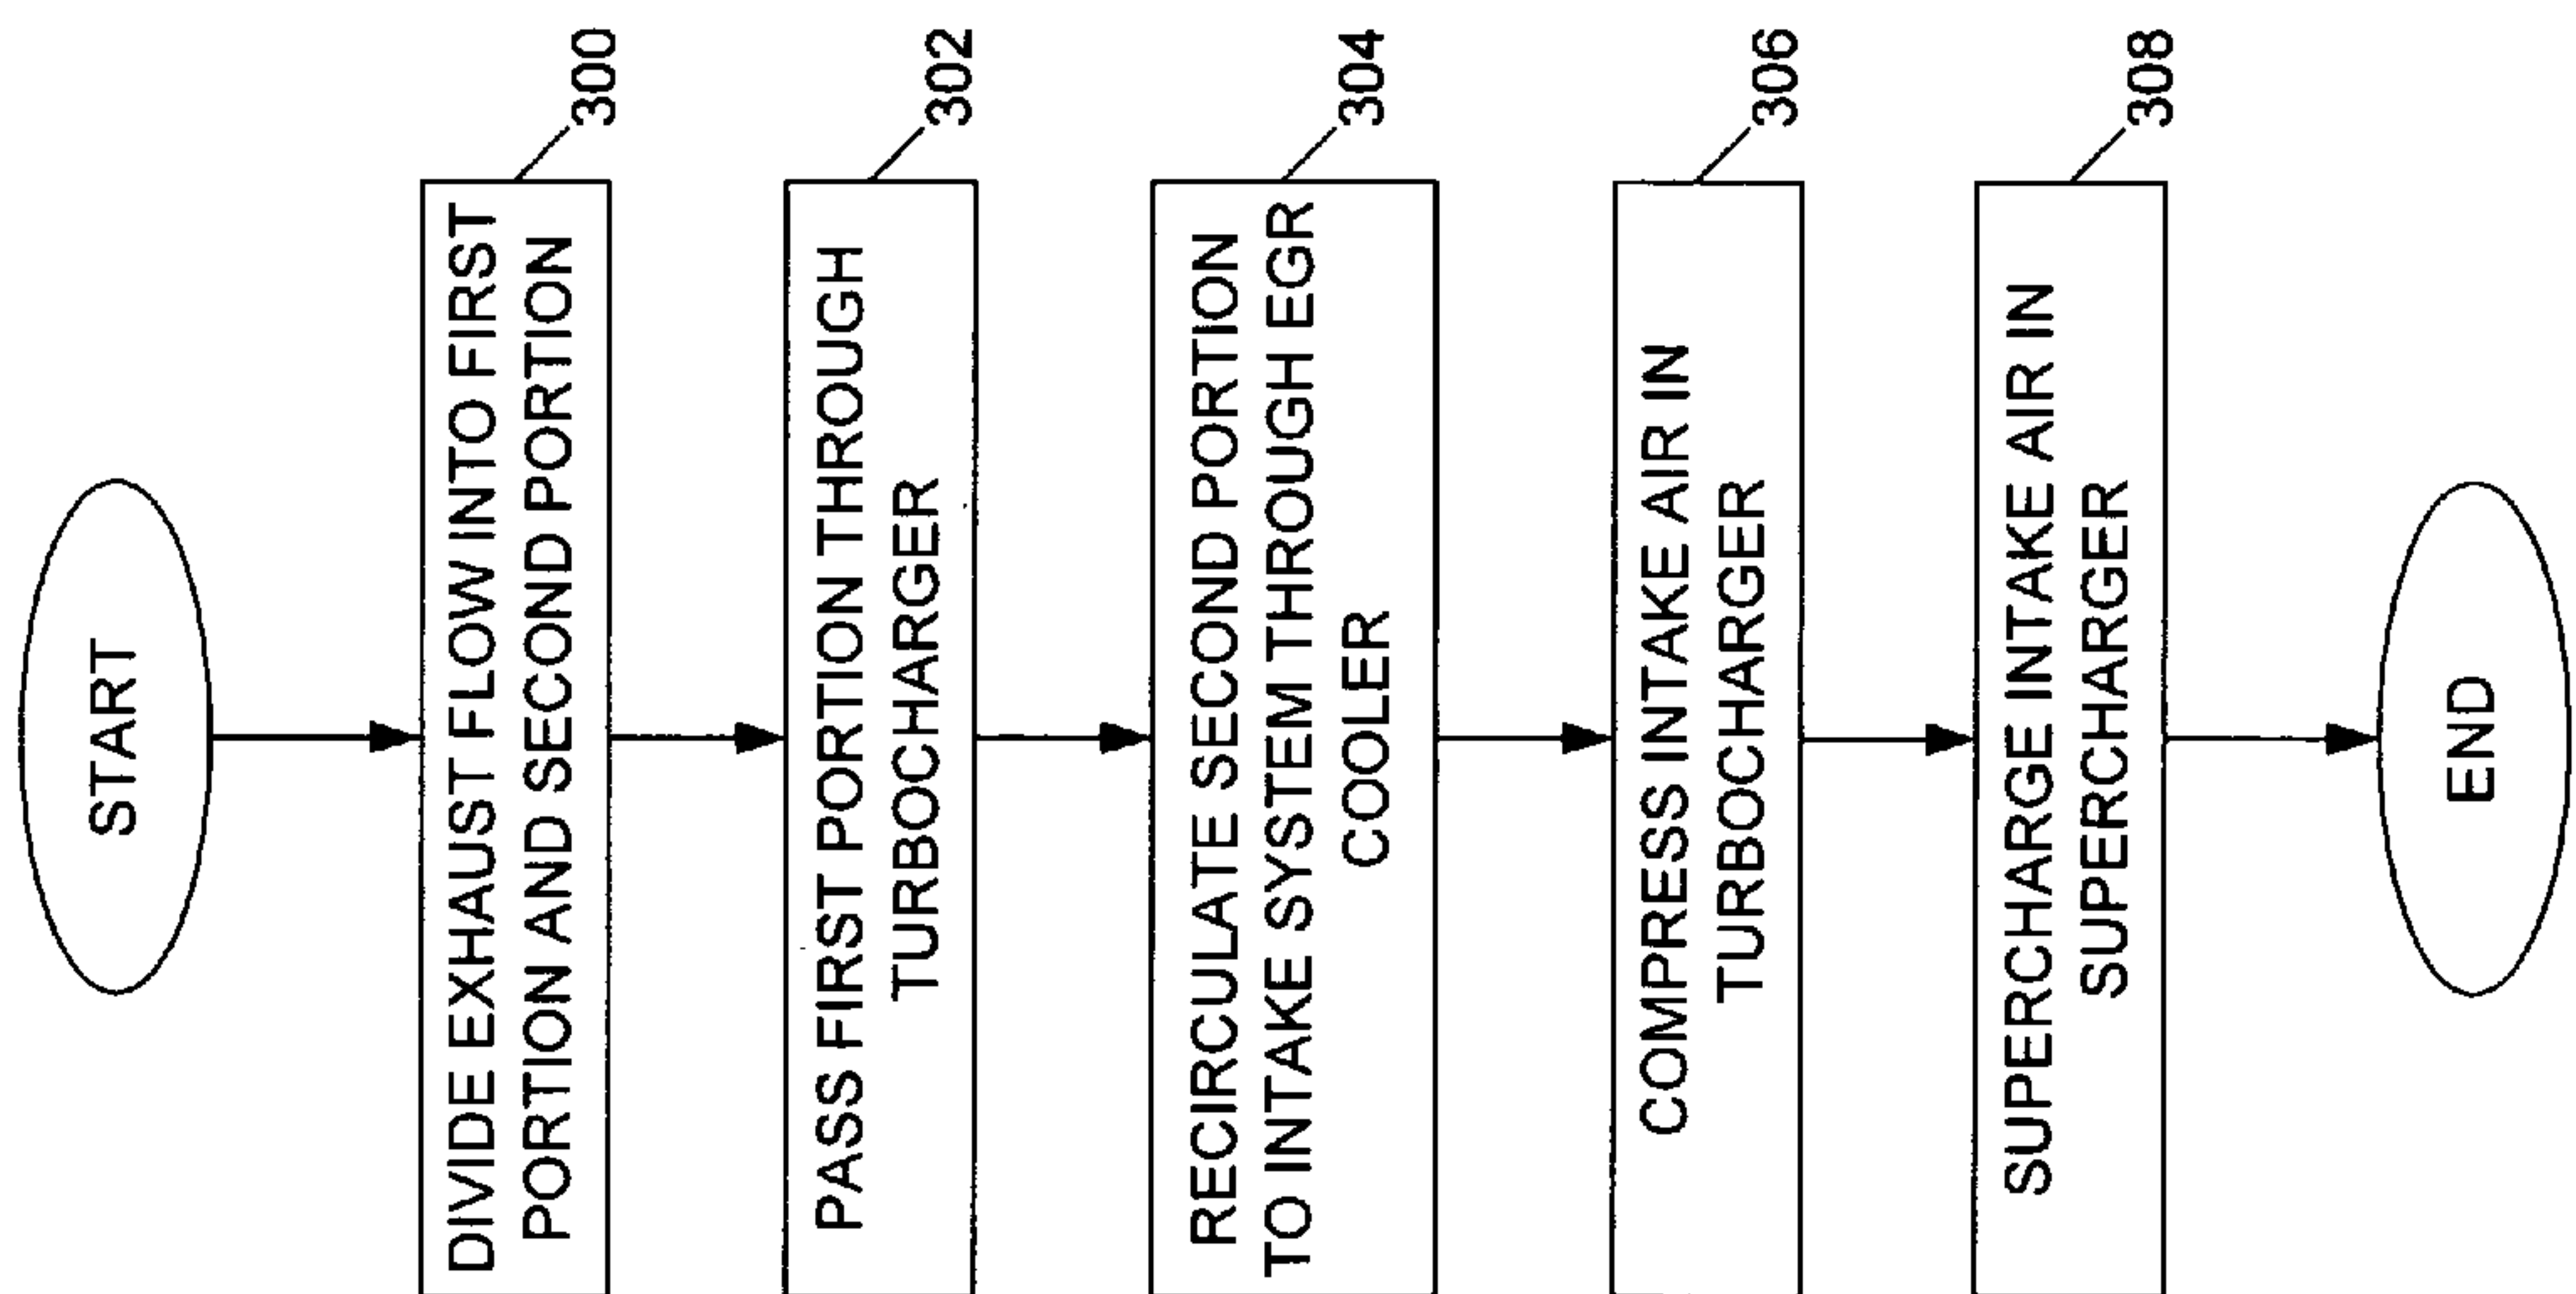 START
DIVIDE EXHAUST FLOW INTO FIRST
PORTION AND SECOND PORTION
300
PASS FIRST PORTION THROUGH
TURBOCHARGER
302
RECIRCULATE SECOND PORTION
TO INTAKE SYSTEM THROUGH EGR
COOLER
304
COMPRESS INTAKE AIR IN
TURBOCHARGER
306
SUPERCHARGE INTAKE AIR IN
SUPERCHARGER
308
END